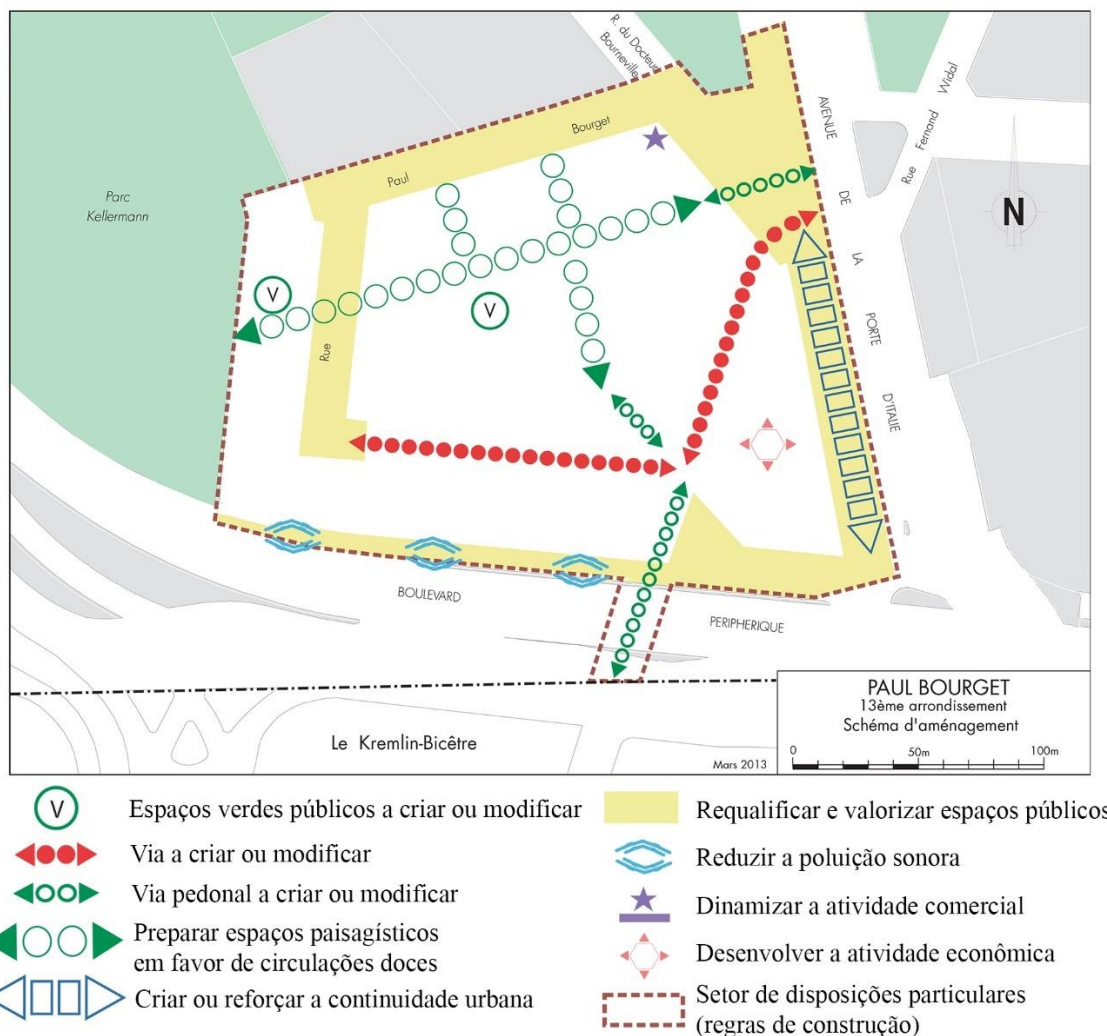 R. du Docteur
Bourneville
AVENUE
DE
LA
PORTE
D'ITALIE
Rue Fernand Widal
Parc
Kellermann
Bourget
Paul
Rue
N
V
V
BOULEVARD
PERIPHERIQUE
Le Kremlin-Bicêtre
Mars 2013
PAUL BOURGET
13ème arrondissement
Schéma d'aménagement
0 50m 100m
V Espaços verdes públicos a criar ou modificar
Via a criar ou modificar
Via pedonal a criar ou modificar
Preparar espaços paisagísticos
em favor de circulações doces
Criar ou reforçar a continuidade urbana
Requalificar e valorizar espaços públicos
Reduzir a poluição sonora
Dinamizar a atividade comercial
Desenvolver a atividade econômica
Setor de disposições particulares
(regras de construção)